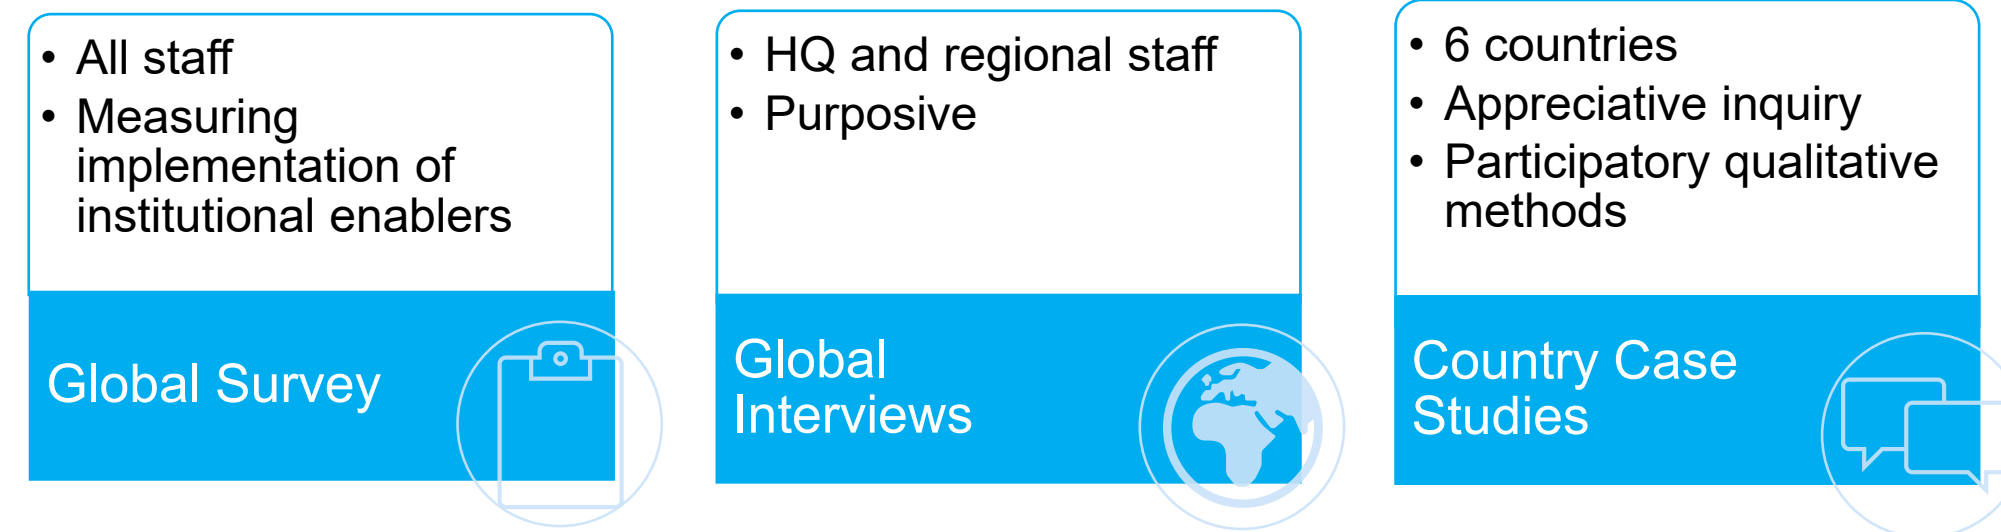 • All staff
• Measuring
implementation of
institutional enablers
Global Survey
• HQ and regional staff
• Purposive
Global
Interviews
• 6 countries
• Appreciative inquiry
• Participatory qualitative
methods
Country Case
Studies